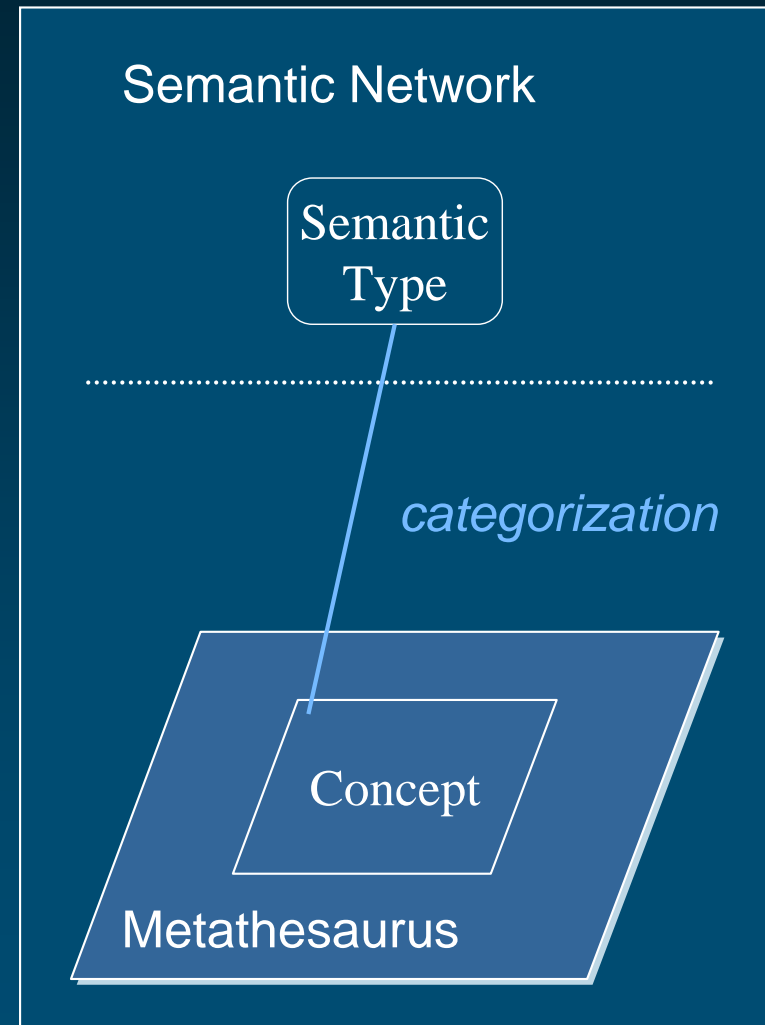 Semantic Network
Semantic
Type
categorization
Concept
Metathesaurus